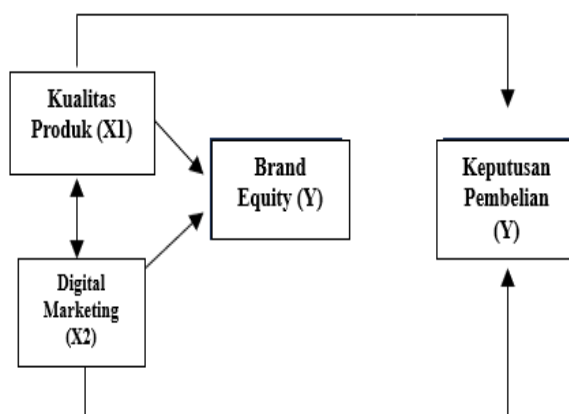 Kualitas
Produk (X1)
Brand
Equity (Y)
Keputusan
Pembelian
(Y)
Digital
Marketing
(X2)